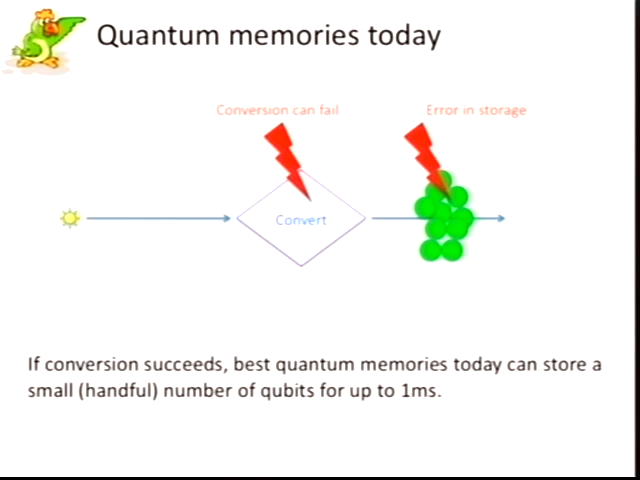 Quantum memories today
Conversion can fail
Error in storage
Convert
If conversion succeeds, best quantum memories today can store a
small (handful) number of qubits for up to 1ms.